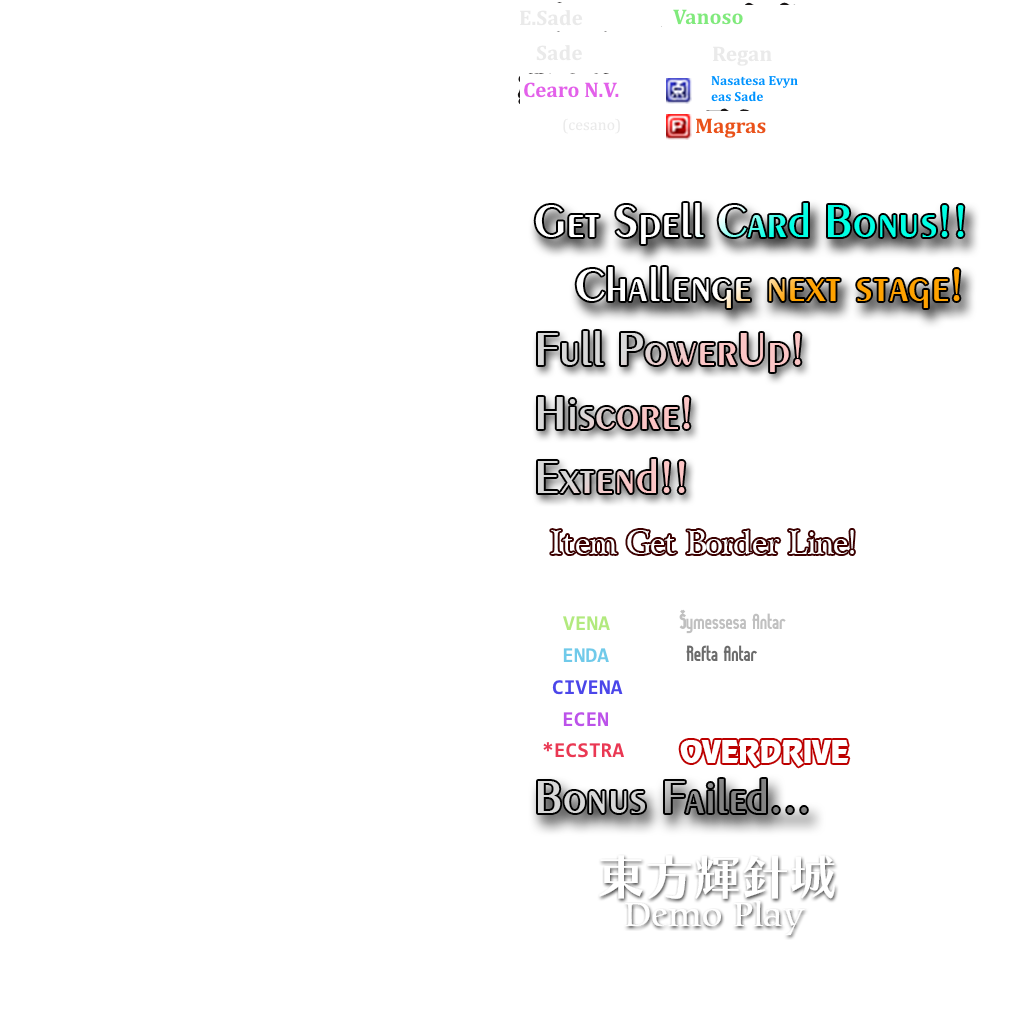 E.Sade Vanoso
Sade Regan
Cearo N.V. Nasatesa Evyn
eas Sade
(cesano) P Magras
Get Spell Card Bonus!!
Challenge next stage!
Full PowerUp!
Hiscore!
Extend!!
Item Get Border Line!
VENA Šymessesa Antar
ENDA Aefta Antar
CIVENA
ECEN
*ECSTRA OVERDRIVE
Bonus Failed...
東方輝針城
Demo Play